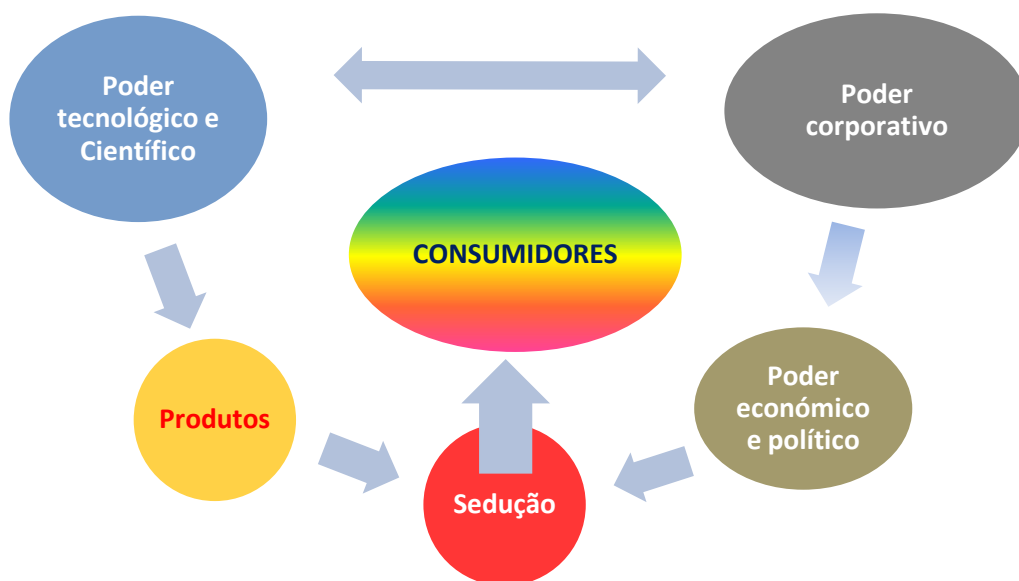 Poder
tecnológico e
Científico
Poder
corporativo
CONSUMIDORES
Produtos
Poder
económico
e político
Sedução